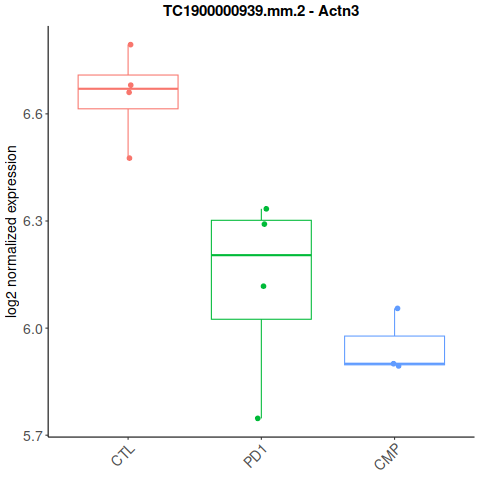 TC1900000939.mm.2 - Actn3
log2 normalized expression
6.6
6.3
6.0
5.7
CTL
PD1
CMP